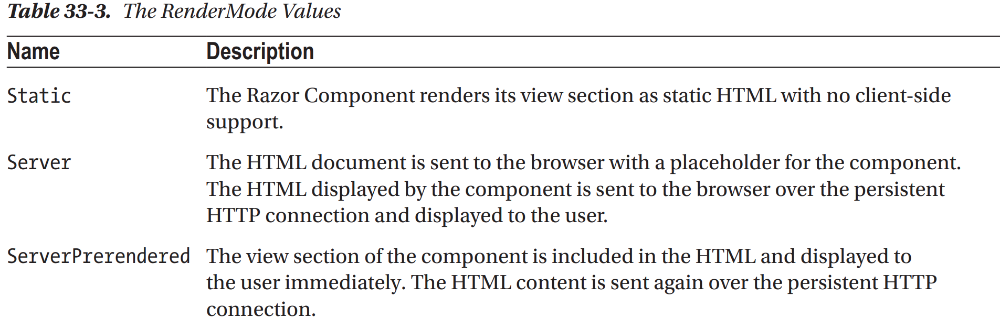 Table 33-3. The RenderMode Values
Name Description
Static The Razor Component renders its view section as static HTML with no client-side
support.
Server The HTML document is sent to the browser with a placeholder for the component.
The HTML displayed by the component is sent to the browser over the persistent
HTTP connection and displayed to the user.
ServerPrerendered The view section of the component is included in the HTML and displayed to
the user immediately. The HTML content is sent again over the persistent HTTP
connection.